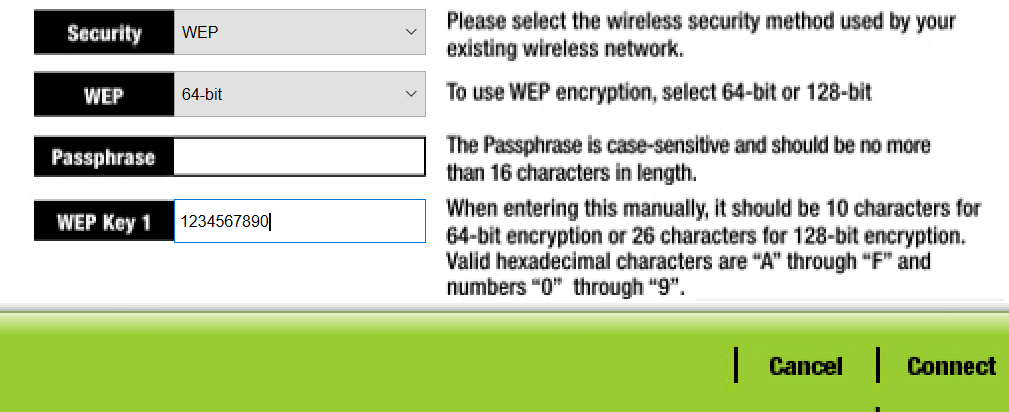 Security WEP Please select the wireless security method used by your
existing wireless network.
WEP 64-bit To use WEP encryption, select 64-bit or 128-bit
Passphrase The Passphrase is case-sensitive and should be no more
than 16 characters in length.
WEP Key 1 1234567890 When entering this manually, it should be 10 characters for
64-bit encryption or 26 characters for 128-bit encryption.
Valid hexadecimal characters are “A” through “F” and
numbers “0” through “9”.
Cancel Connect